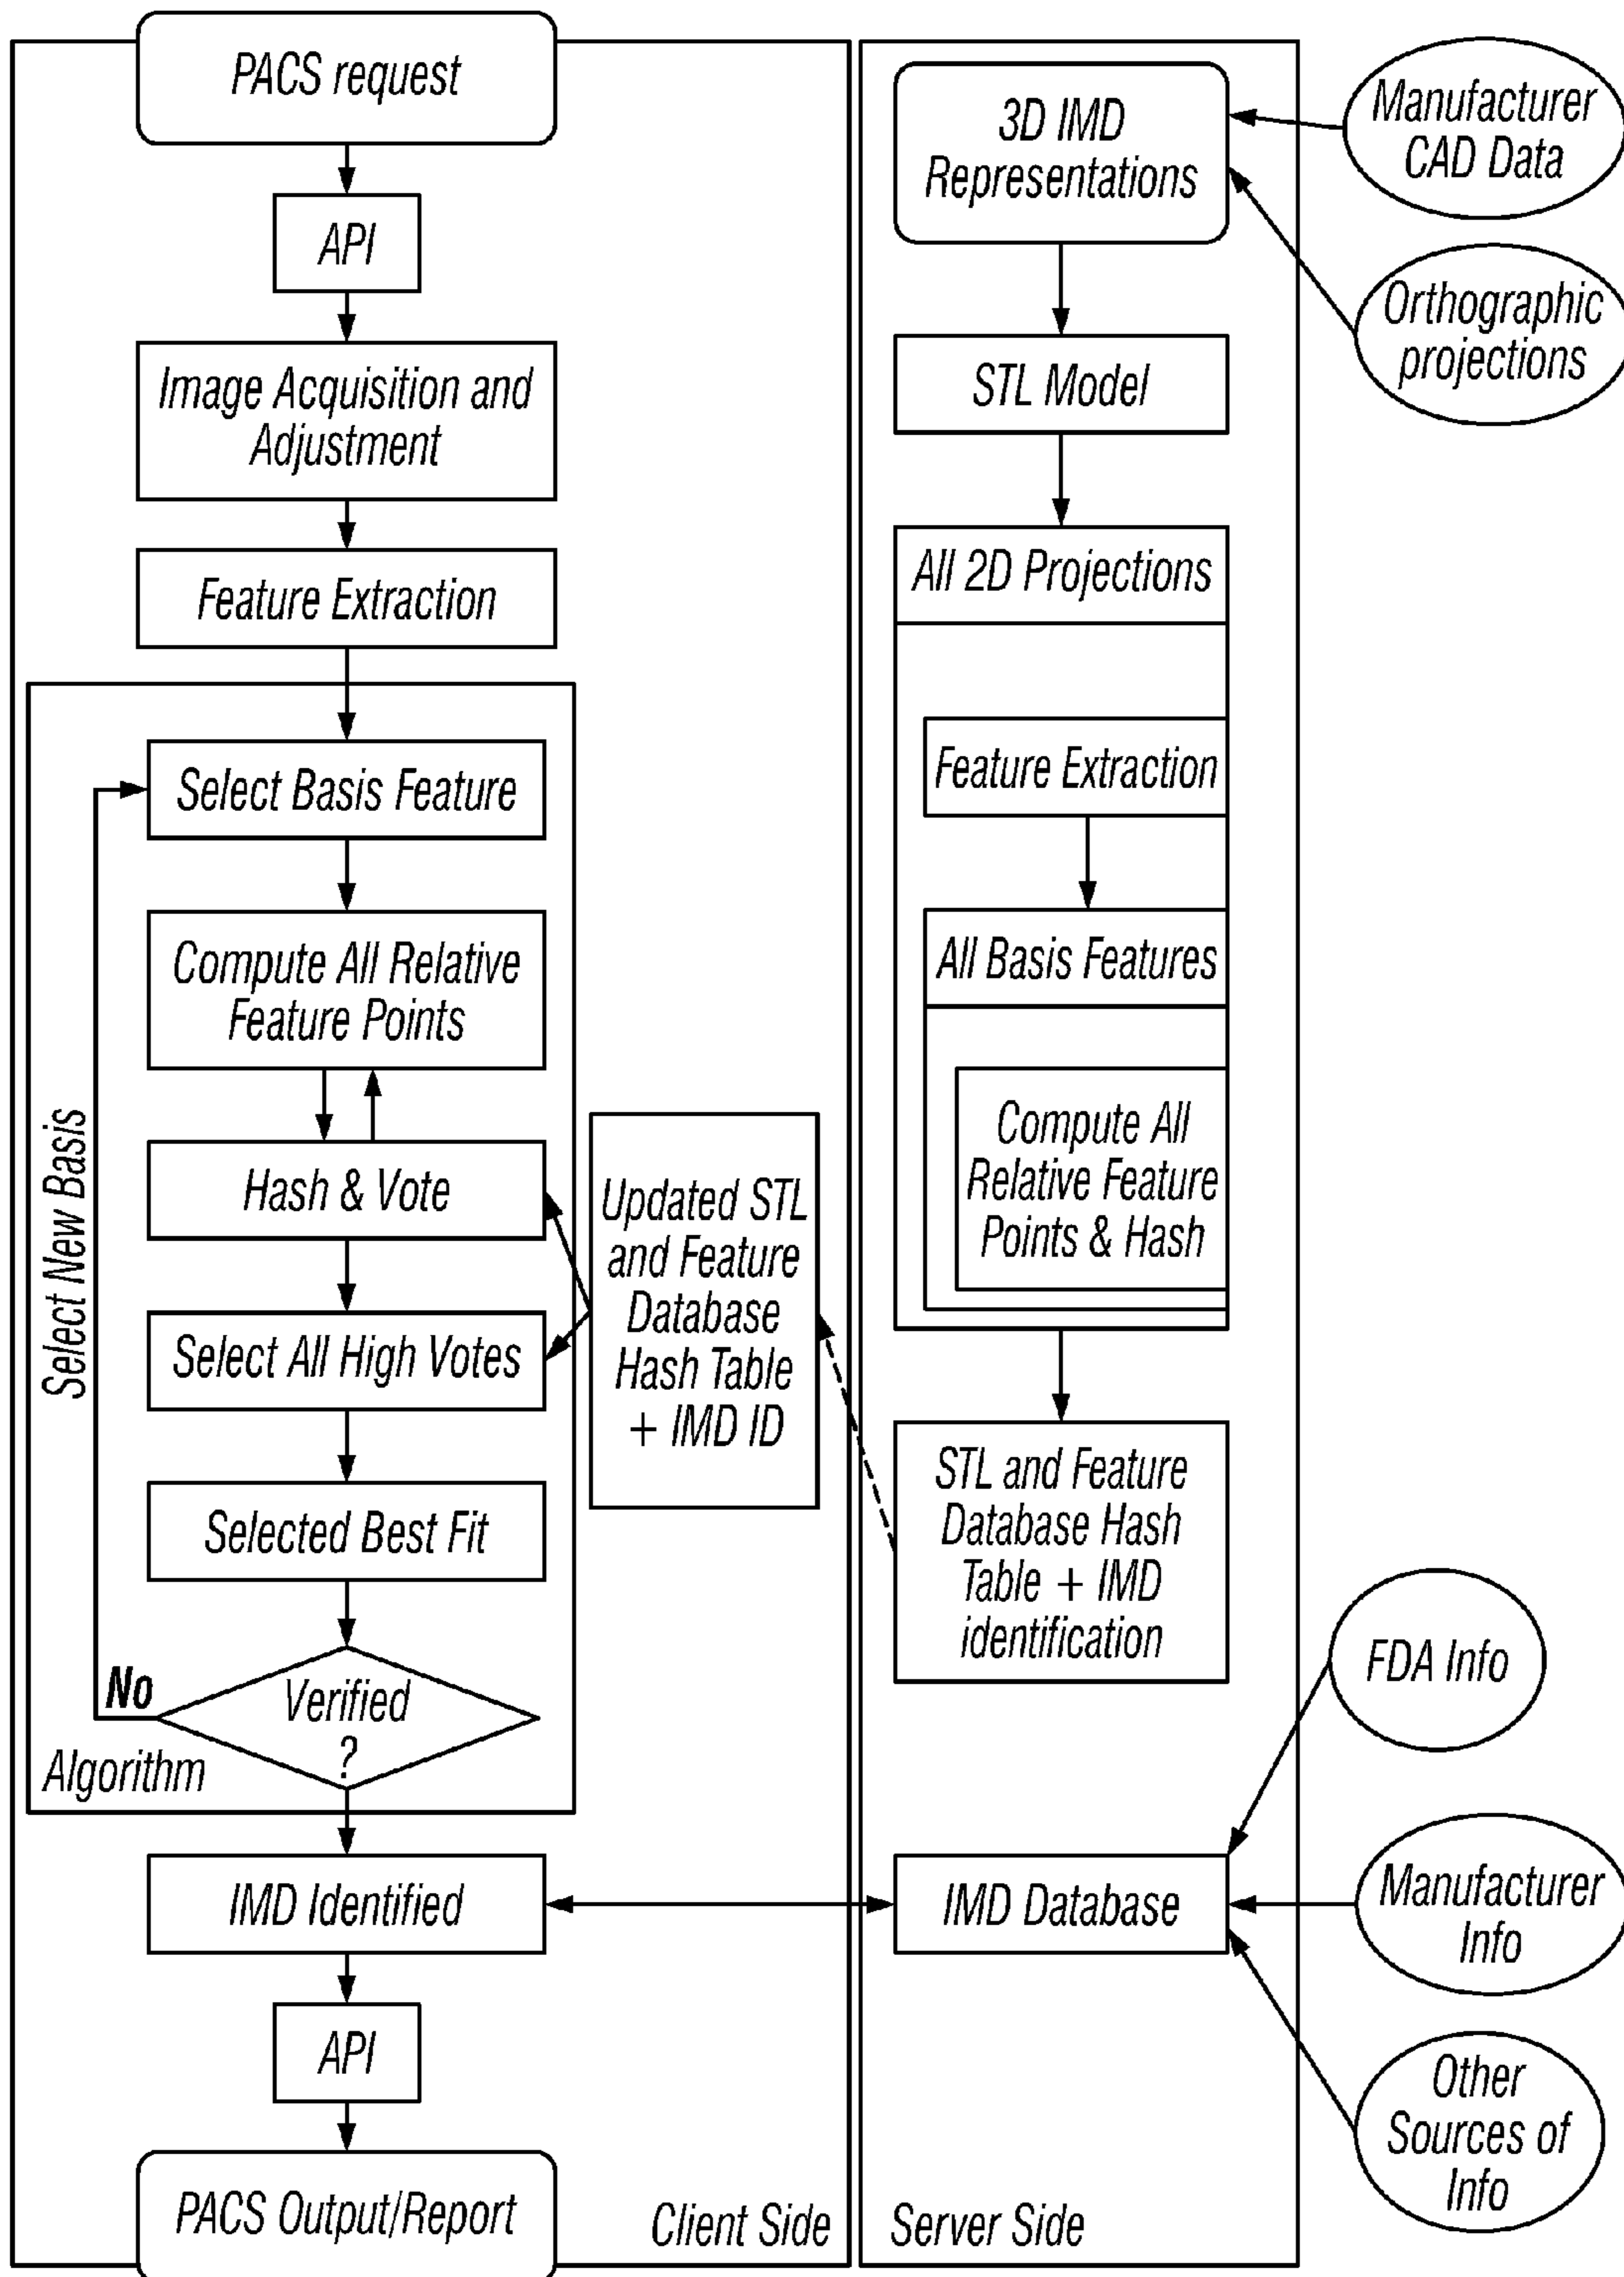 PACS request
API
Image Acquisition and
Adjustment
Feature Extraction
Select Basis Feature
Compute All Relative
Feature Points
Hash & Vote
Select All High Votes
Selected Best Fit
Verified
?
No
Select New Basis
Algorithm
IMD Identified
API
PACS Output/Report
Client Side
Updated STL
and Feature
Database
Hash Table
+ IMD ID
3D IMD
Representations
STL Model
All 2D Projections
Feature Extraction
All Basis Features
Compute All
Relative Feature
Points & Hash
STL and Feature
Database Hash
Table + IMD
identification
IMD Database
Server Side
Manufacturer
CAD Data
Orthographic
projections
FDA Info
Manufacturer
Info
Other
Sources of
Info